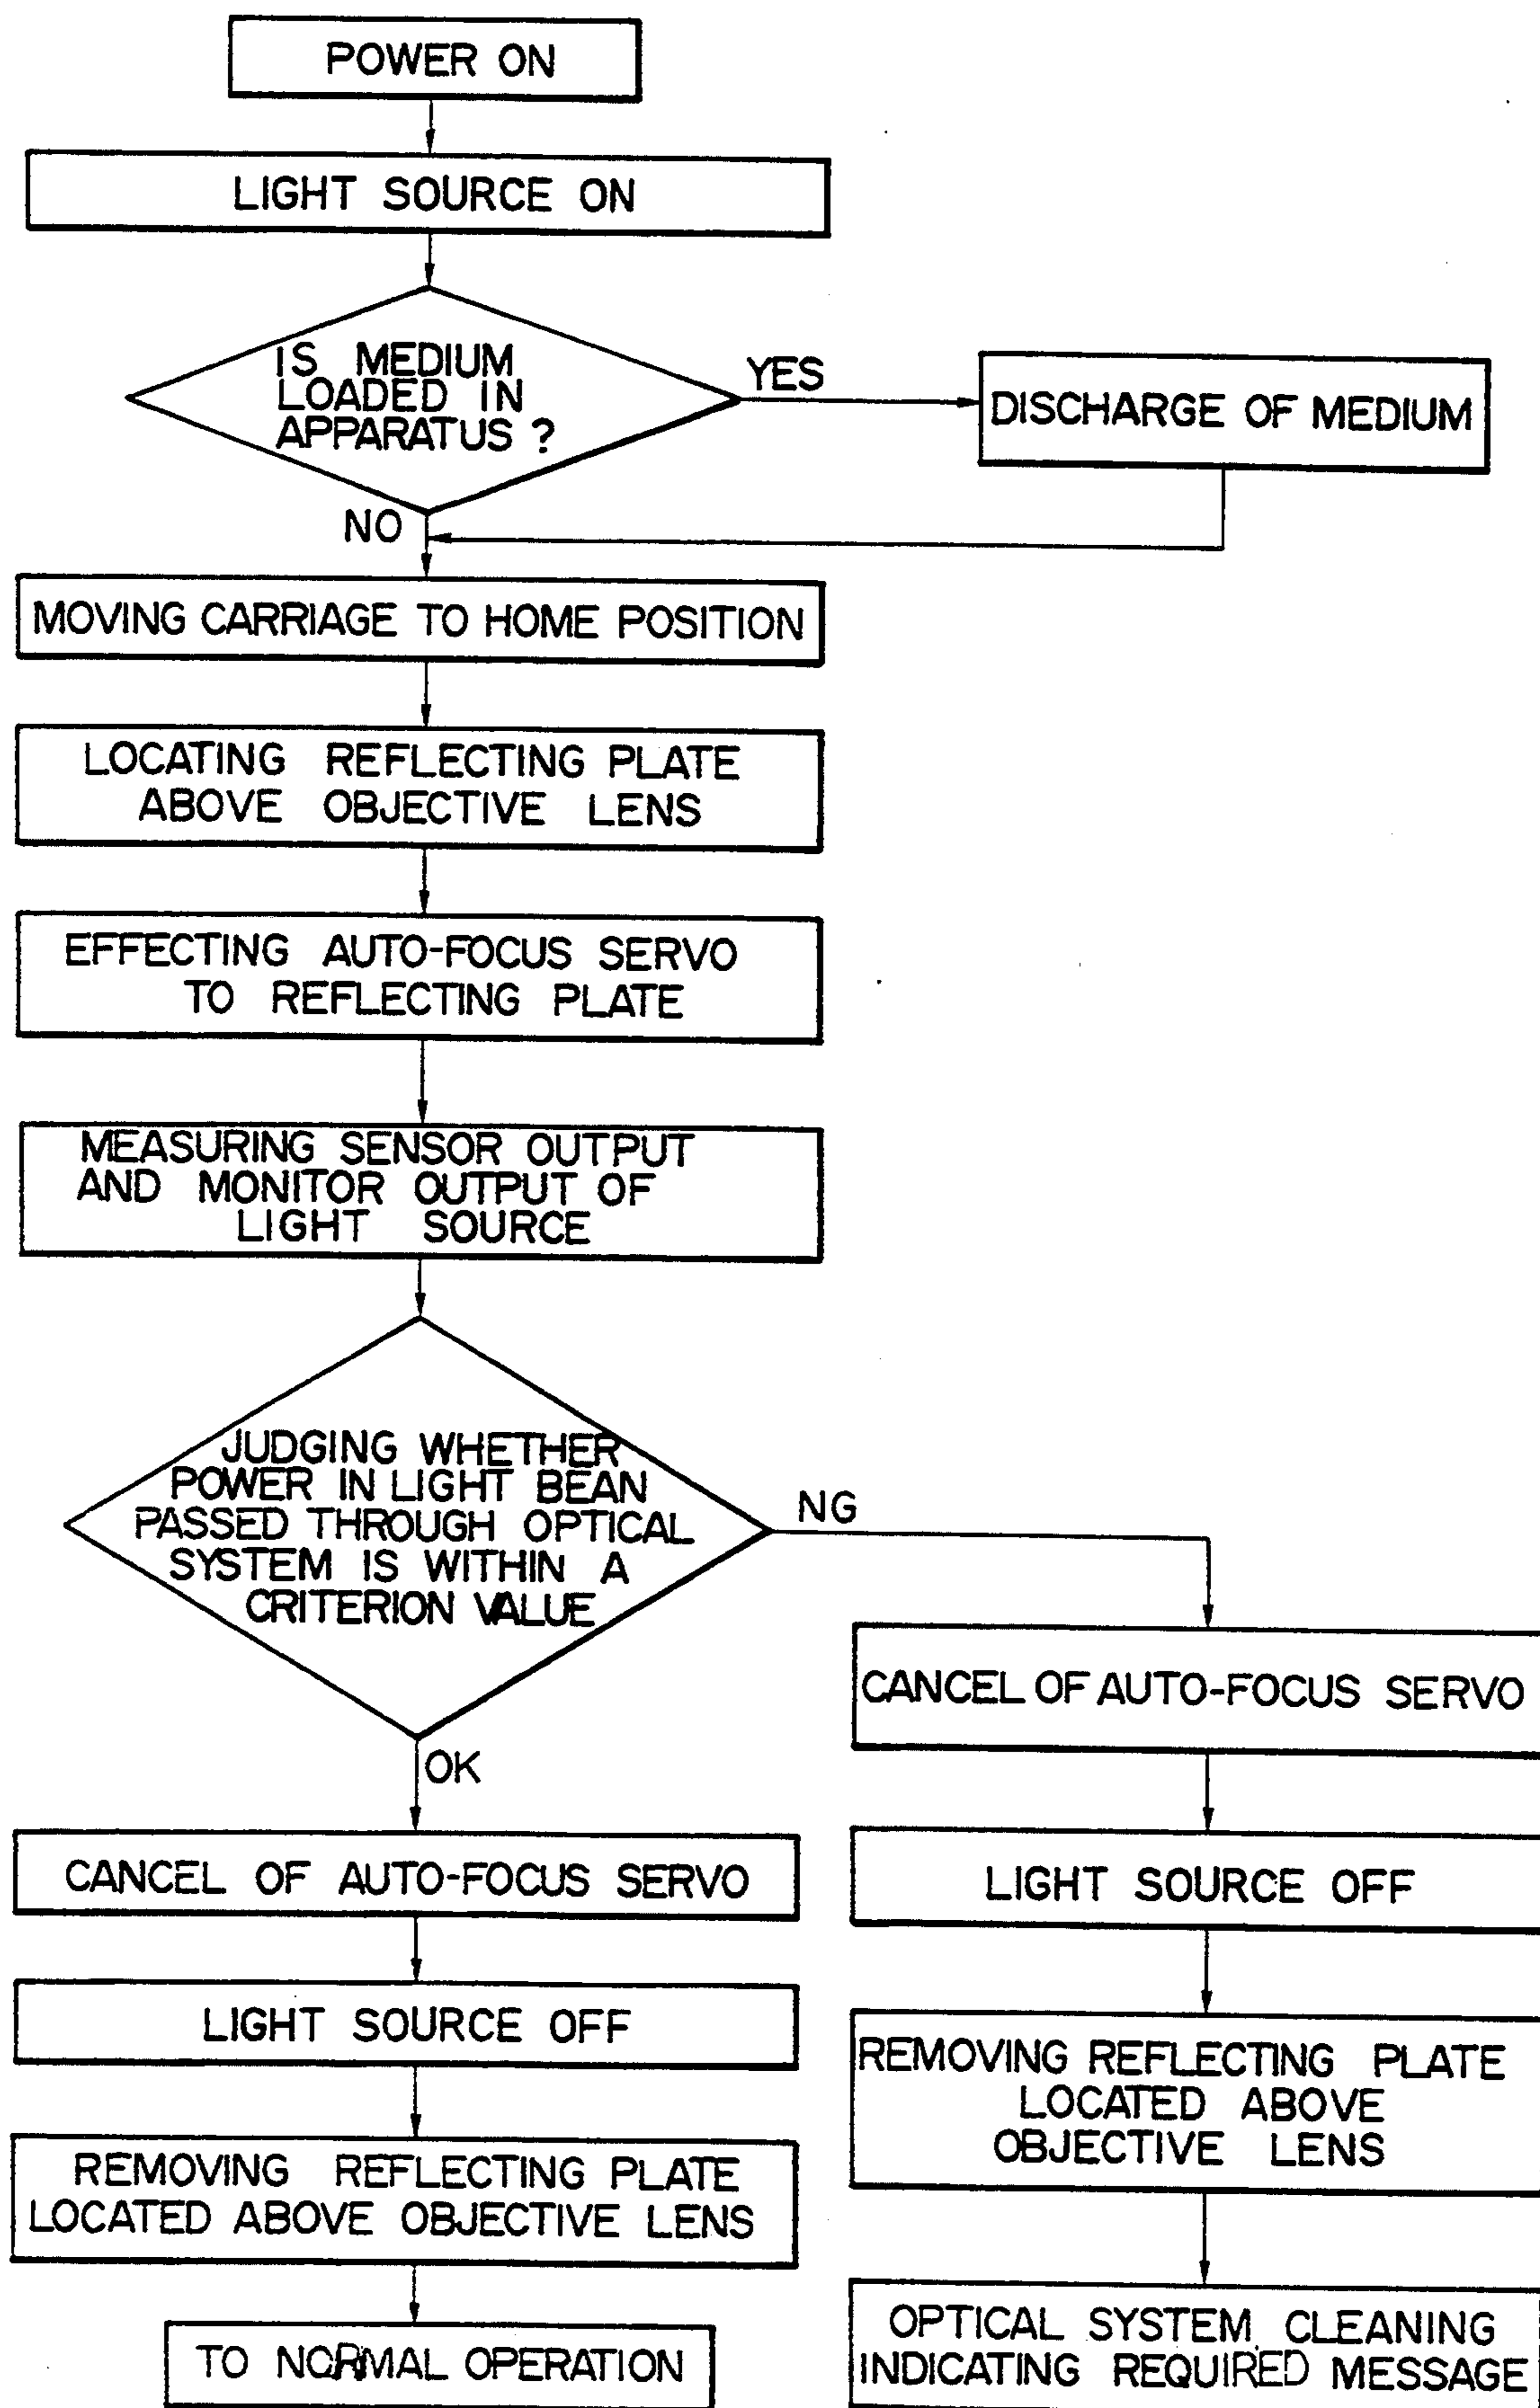 POWER ON
LIGHT SOURCE ON
IS MEDIUM
LOADED IN
APPARATUS ?
YES
DISCHARGE OF MEDIUM
NO
MOVING CARRIAGE TO HOME POSITION
LOCATING REFLECTING PLATE
ABOVE OBJECTIVE LENS
EFFECTING AUTO-FOCUS SERVO
TO REFLECTING PLATE
MEASURING SENSOR OUTPUT
AND MONITOR OUTPUT OF
LIGHT SOURCE
JUDGING WHETHER
POWER IN LIGHT BEAN
PASSED THROUGH OPTICAL
SYSTEM IS WITHIN A
CRITERION VALUE
NG
OK
CANCEL OF AUTO-FOCUS SERVO
LIGHT SOURCE OFF
REMOVING REFLECTING PLATE
LOCATED ABOVE OBJECTIVE LENS
TO NORMAL OPERATION
CANCEL OF AUTO-FOCUS SERVO
LIGHT SOURCE OFF
REMOVING REFLECTING PLATE
LOCATED ABOVE
OBJECTIVE LENS
OPTICAL SYSTEM CLEANING
INDICATING REQUIRED MESSAGE